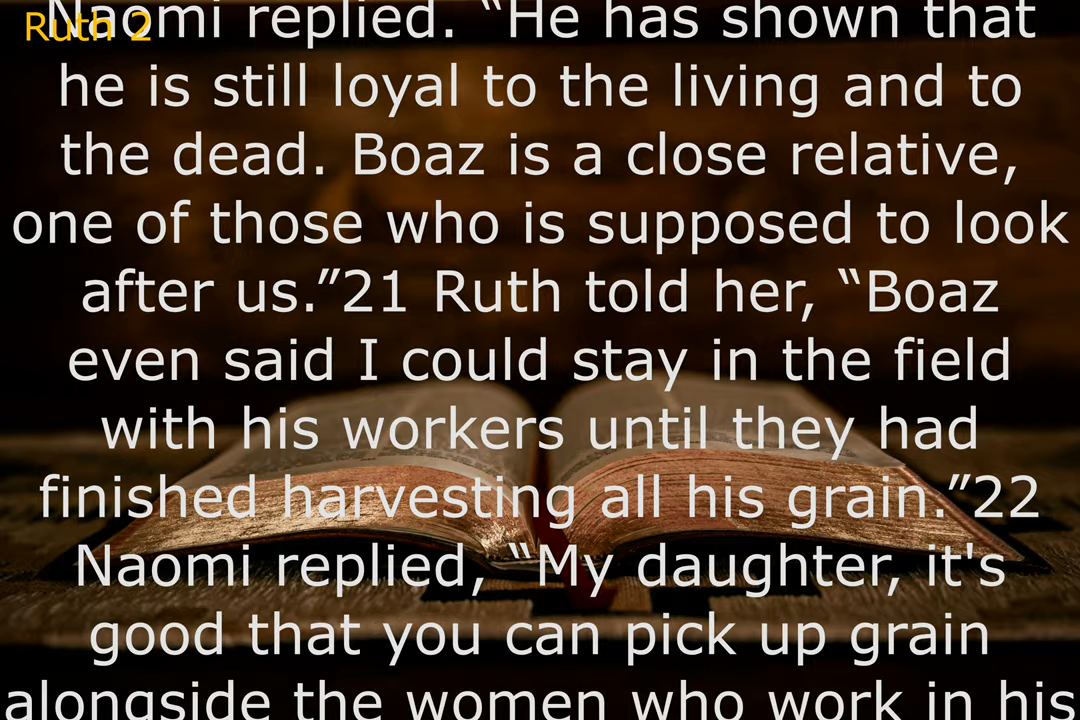 Ruth 2
Naomi replied. “He has shown that
he is still loyal to the living and to
the dead. Boaz is a close relative,
one of those who is supposed to look
after us.”21 Ruth told her, “Boaz
even said I could stay in the field
with his workers until they had
finished harvesting all his grain.”22
Naomi replied, “My daughter, it's
good that you can pick up grain
alongside the women who work in his